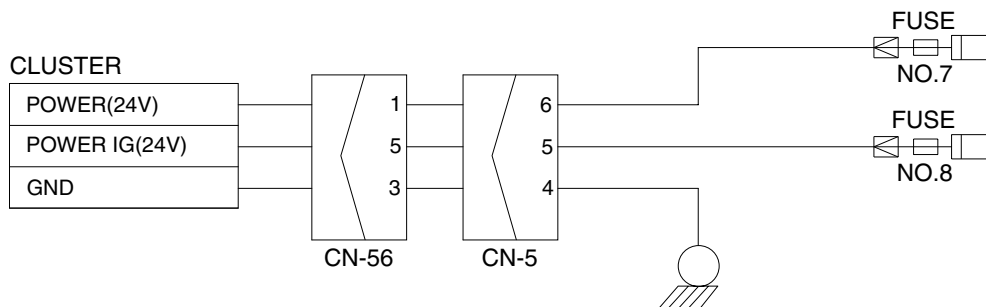 FUSE
NO.7
CLUSTER
POWER(24V) 1 6
FUSE
POWER IG(24V) 5 5
NO.8
GND 3 4
CN-56 CN-5